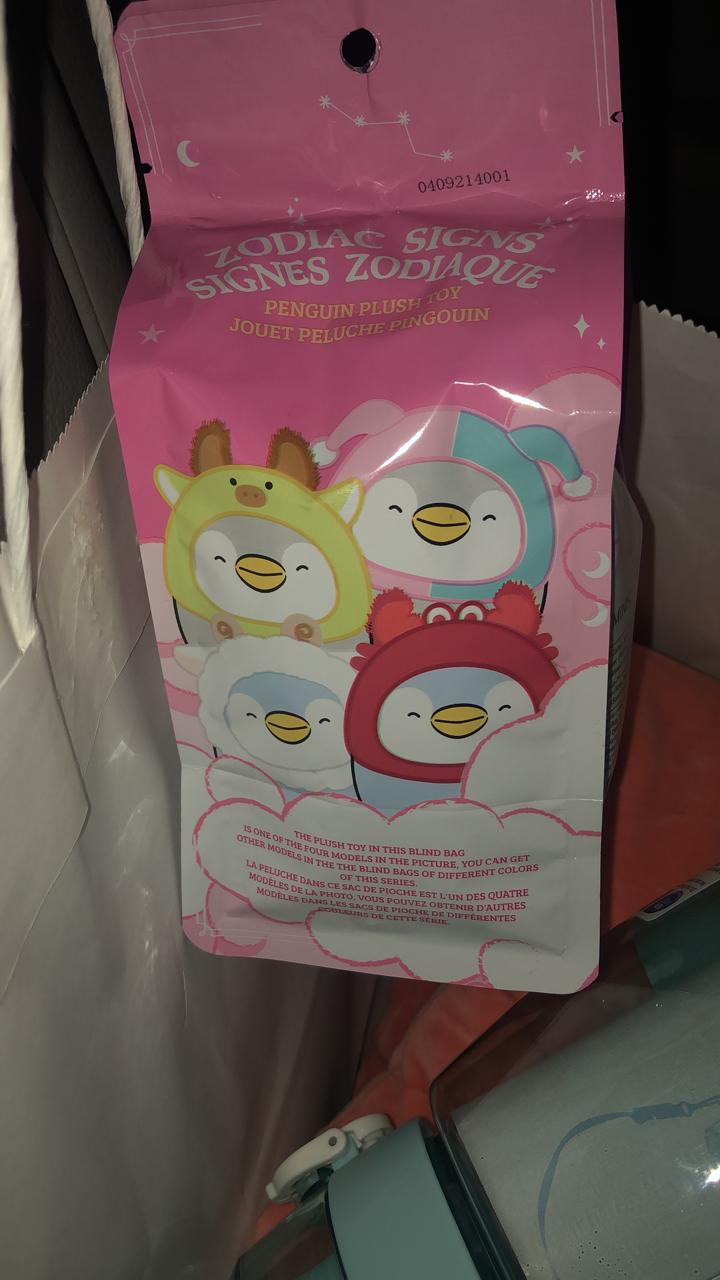 0409214001
ZODIAC SIGNS
SIGNES ZODIAQUE
PENGUIN PLUSH TOY
JOUET PELUCHE PINGOUIN
THE PLUSH TOY IN THIS BLIND BAG
IS ONE OF THE FOUR MODELS IN THE PICTURE, YOU CAN GET
OTHER MODELS IN THE THE BLIND BAGS OF DIFFERENT COLORS
OF THIS SERIES.
LA PELUCHE DANS CE SAC DE PIOCHE EST L'UN DES QUATRE
MODÈLES DE LA PHOTO, VOUS POUVEZ OBTENIR D'AUTRES
MODÈLES DANS LES SACS DE PIOCHE DE DIFFÉRENTES
COULEURS DE CETTE SÉRIE.